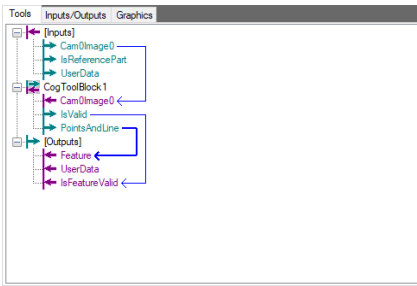 Tools Inputs/Outputs Graphics
[Inputs]
Cam0Image0
IsReferencePart
UserData
CogToolBlock1
Cam0Image0
IsValid
PointsAndLine
[Outputs]
Feature
UserData
IsFeatureValid